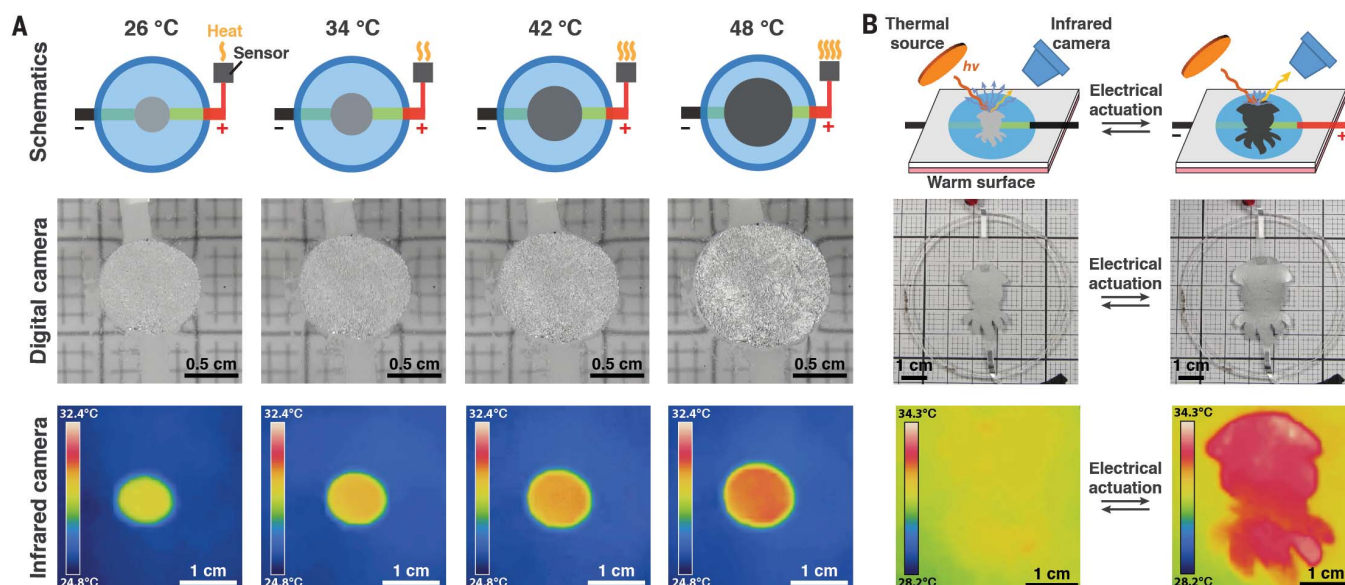 A
26 °C
34 °C
42 °C
48 °C
Heat
Sensor
Schematics
-
+
-
+
-
+
-
+
Digital camera
0.5 cm
0.5 cm
0.5 cm
0.5 cm
Infrared camera
32.4°C
24.8°C
1 cm
32.4°C
24.8°C
1 cm
32.4°C
24.8°C
1 cm
32.4°C
24.8°C
1 cm
B
Thermal
source
Infrared
camera
hν
Electrical
actuation
Warm surface
-
+
1 cm
Electrical
actuation
1 cm
34.3°C
28.2°C
1 cm
Electrical
actuation
34.3°C
28.2°C
1 cm